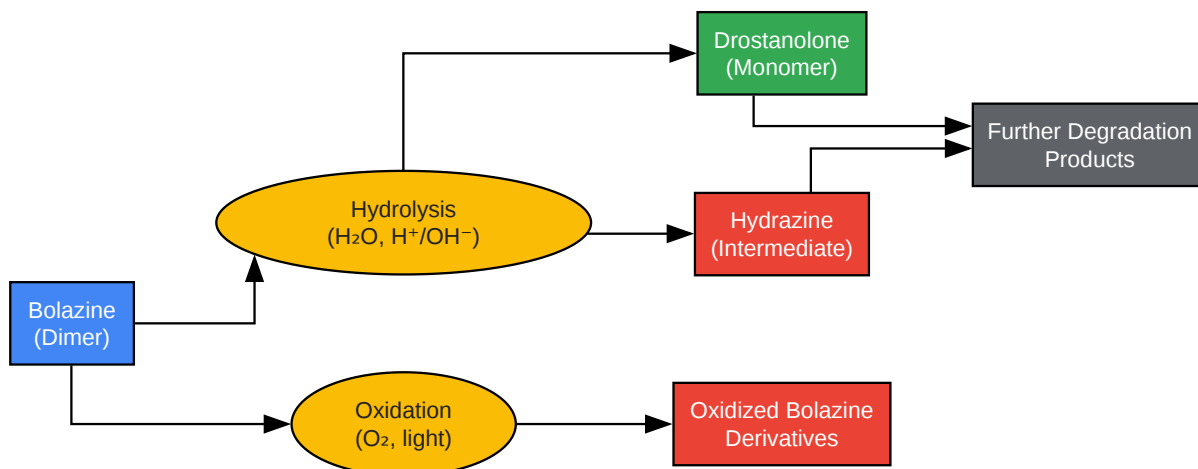 Drostanolone
(Monomer)
Further Degradation
Products
Hydrolysis
(H₂O, H⁺/OH⁻)
Hydrazine
(Intermediate)
Bolazine
(Dimer)
Oxidation
(O₂, light)
Oxidized Bolazine
Derivatives